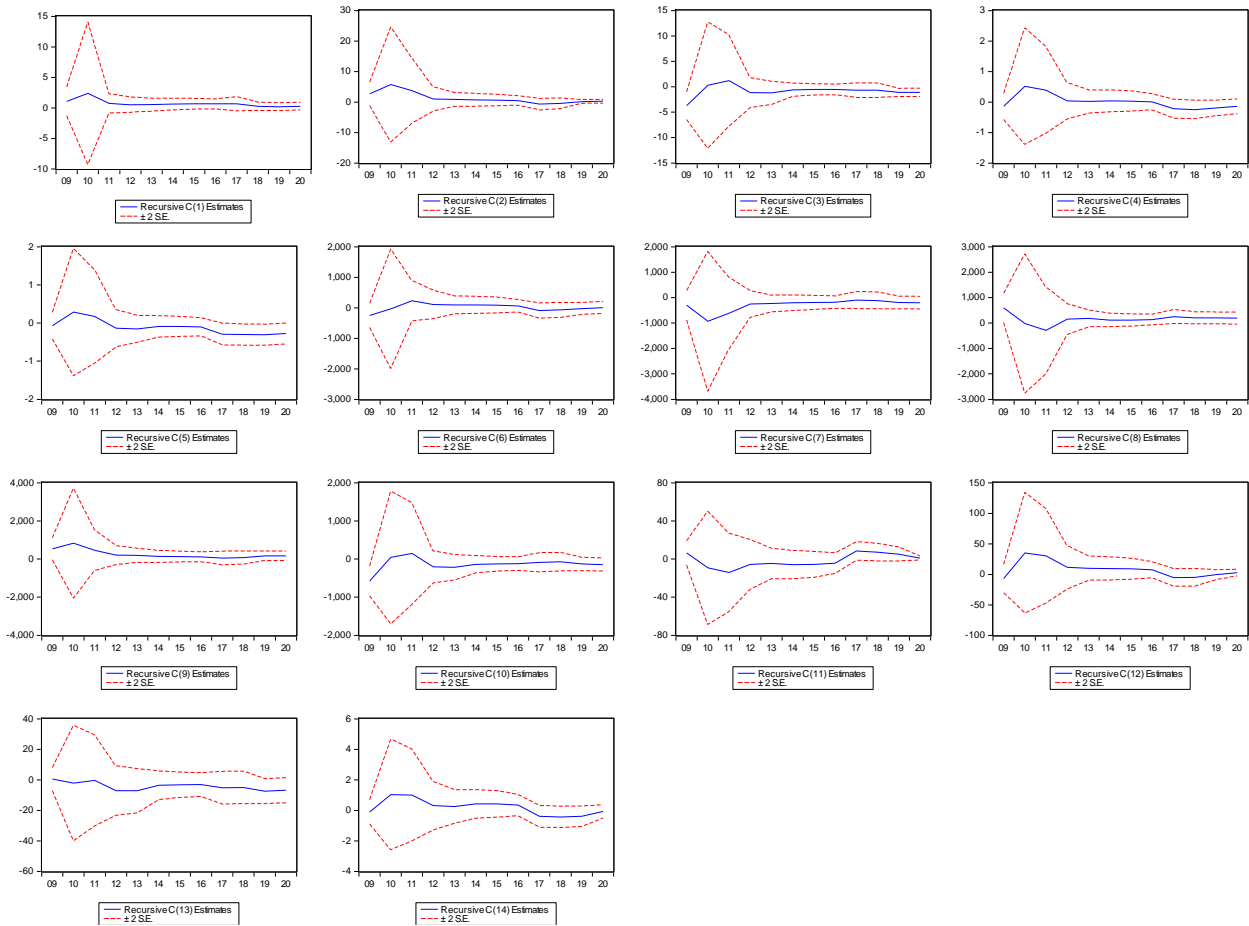 15
10
5
0
-5
-10
09 10 11 12 13 14 15 16 17 18 19 20
Recursive C(1) Estimates
± 2 S.E.
30
20
10
0
-10
-20
09 10 11 12 13 14 15 16 17 18 19 20
Recursive C(2) Estimates
± 2 S.E.
15
10
5
0
-5
-10
-15
09 10 11 12 13 14 15 16 17 18 19 20
Recursive C(3) Estimates
± 2 S.E.
3
2
1
0
-1
-2
09 10 11 12 13 14 15 16 17 18 19 20
Recursive C(4) Estimates
± 2 S.E.
2
1
0
-1
-2
09 10 11 12 13 14 15 16 17 18 19 20
Recursive C(5) Estimates
± 2 S.E.
2,000
1,000
0
-1,000
-2,000
-3,000
09 10 11 12 13 14 15 16 17 18 19 20
Recursive C(6) Estimates
± 2 S.E.
2,000
1,000
0
-1,000
-2,000
-3,000
-4,000
09 10 11 12 13 14 15 16 17 18 19 20
Recursive C(7) Estimates
± 2 S.E.
3,000
2,000
1,000
0
-1,000
-2,000
-3,000
09 10 11 12 13 14 15 16 17 18 19 20
Recursive C(8) Estimates
± 2 S.E.
4,000
2,000
0
-2,000
-4,000
09 10 11 12 13 14 15 16 17 18 19 20
Recursive C(9) Estimates
± 2 S.E.
2,000
1,000
0
-1,000
-2,000
09 10 11 12 13 14 15 16 17 18 19 20
Recursive C(10) Estimates
± 2 S.E.
80
40
0
-40
-80
09 10 11 12 13 14 15 16 17 18 19 20
Recursive C(11) Estimates
± 2 S.E.
150
100
50
0
-50
-100
09 10 11 12 13 14 15 16 17 18 19 20
Recursive C(12) Estimates
± 2 S.E.
40
20
0
-20
-40
-60
09 10 11 12 13 14 15 16 17 18 19 20
Recursive C(13) Estimates
± 2 S.E.
6
4
2
0
-2
-4
09 10 11 12 13 14 15 16 17 18 19 20
Recursive C(14) Estimates
± 2 S.E.